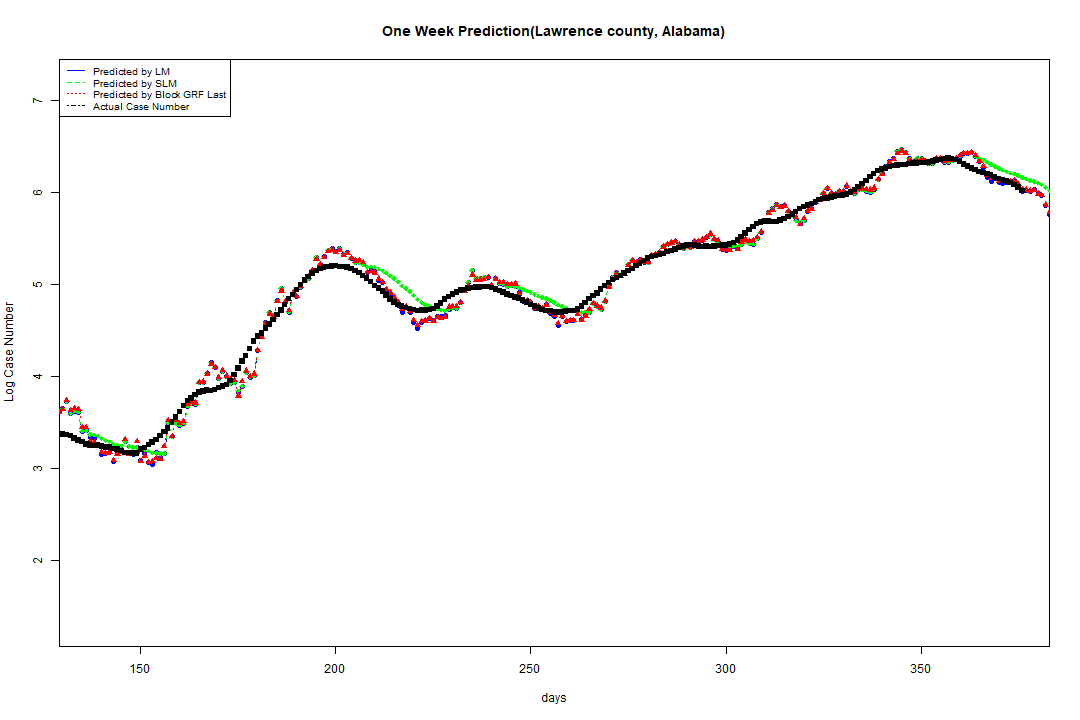 One Week Prediction(Lawrence county, Alabama)
Predicted by LM
Predicted by SLM
Predicted by Block GRF Last
Actual Case Number
7
6
5
4
3
2
Log Case Number
150 200 250 300 350
days